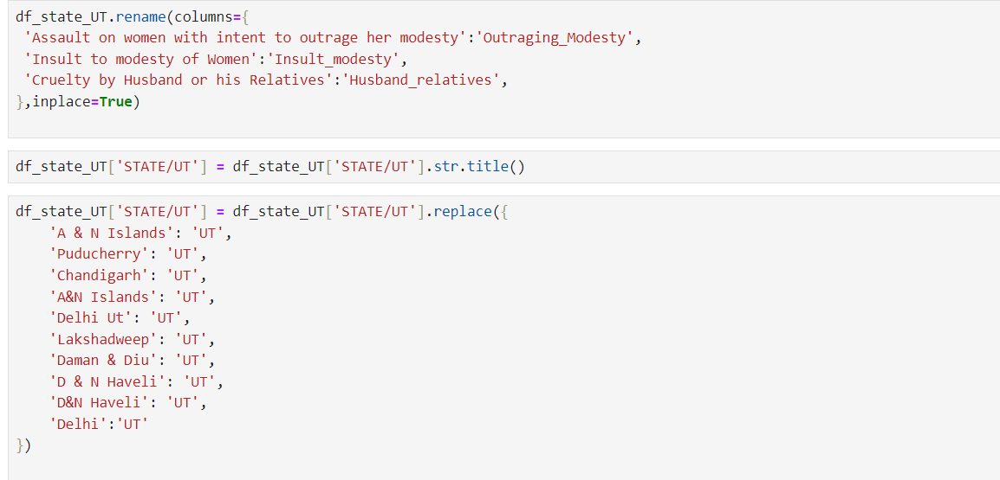 df_state_UT.rename(columns={
 'Assault on women with intent to outrage her modesty':'Outraging_Modesty',
 'Insult to modesty of Women':'Insult_modesty',
 'Cruelty by Husband or his Relatives':'Husband_relatives',
},inplace=True)
df_state_UT['STATE/UT'] = df_state_UT['STATE/UT'].str.title()
df_state_UT['STATE/UT'] = df_state_UT['STATE/UT'].replace({
    'A & N Islands': 'UT',
    'Puducherry': 'UT',
    'Chandigarh': 'UT',
    'A&N Islands': 'UT',
    'Delhi Ut': 'UT',
    'Lakshadweep': 'UT',
    'Daman & Diu': 'UT',
    'D & N Haveli': 'UT',
    'D&N Haveli': 'UT',
    'Delhi':'UT'
})